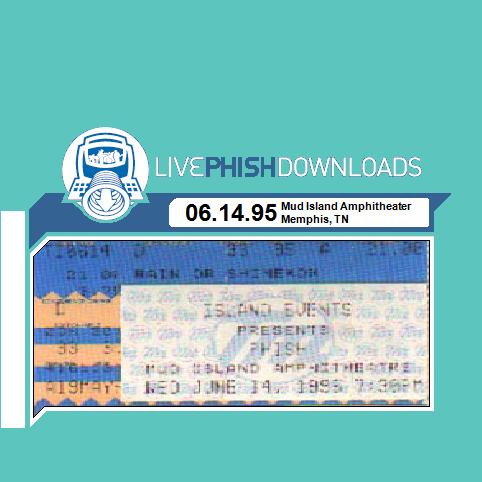 LIVEPHISHDOWNLOADS
06.14.95
Mud Island Amphitheater
Memphis, TN
RAIN OR SHINE
ISLAND EVENTS
PRESENTS
PHISH
MUD ISLAND AMPHITHEATRE
WED JUNE 14, 1995 7:30PM